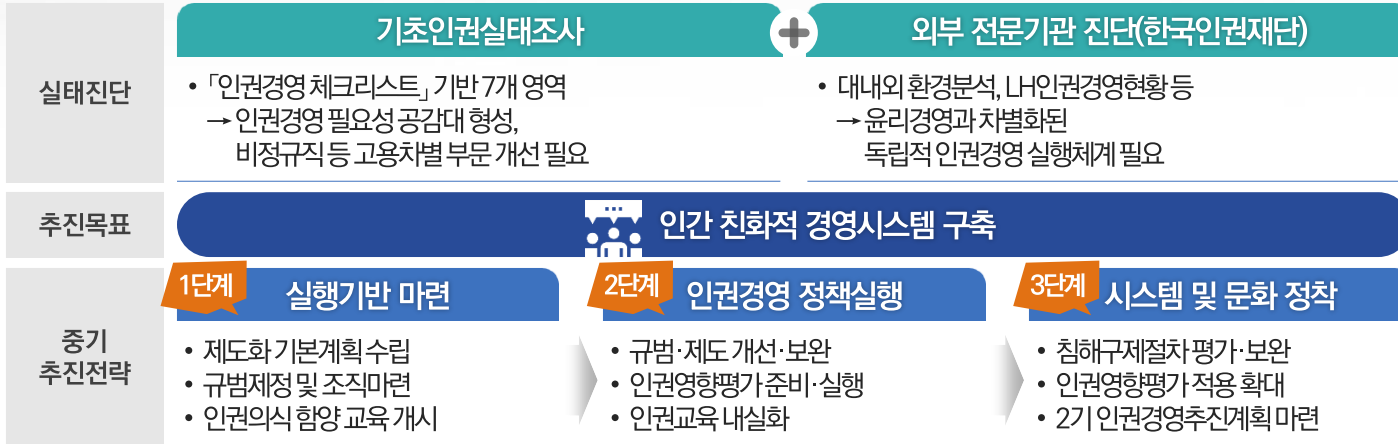 기초인권실태조사
외부 전문기관 진단(한국인권재단)
실태진단
• 「인권경영 체크리스트」 기반 7개 영역
→ 인권경영 필요성 공감대 형성,
비정규직 등 고용차별 부문 개선 필요
• 대내외 환경분석, LH인권경영현황 등
→ 윤리경영과 차별화된
독립적 인권경영 실행체계 필요
추진목표
인간 친화적 경영시스템 구축
중기
추진전략
1단계 실행기반 마련
• 제도화 기본계획 수립
• 규범제정 및 조직마련
• 인권의식 함양 교육 개시
2단계 인권경영 정책실행
• 규범·제도 개선·보완
• 인권영향평가 준비·실행
• 인권교육 내실화
3단계 시스템 및 문화 정착
• 침해구제절차 평가·보완
• 인권영향평가 적용 확대
• 2기 인권경영추진계획 마련